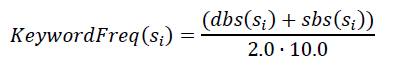 KeywordFreq(sᵢ) = (dbs(sᵢ) + sbs(sᵢ)) / 2.0 · 10.0